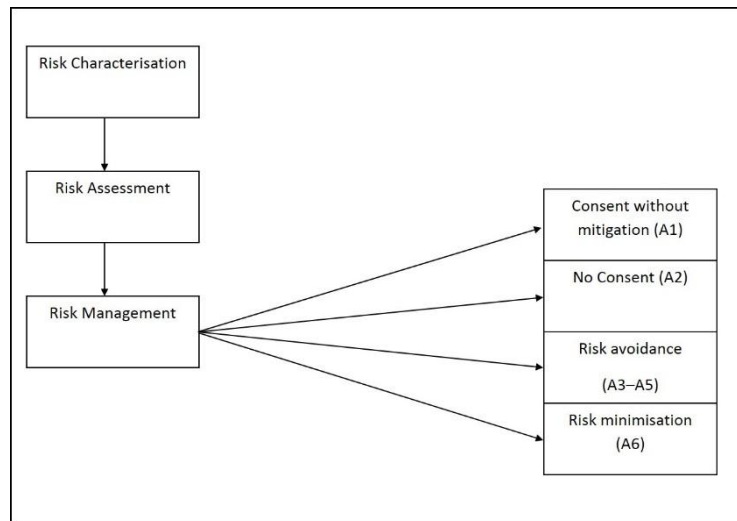 Risk Characterisation
Risk Assessment
Risk Management
Consent without
mitigation (A1)
No Consent (A2)
Risk avoidance
(A3–A5)
Risk minimisation
(A6)